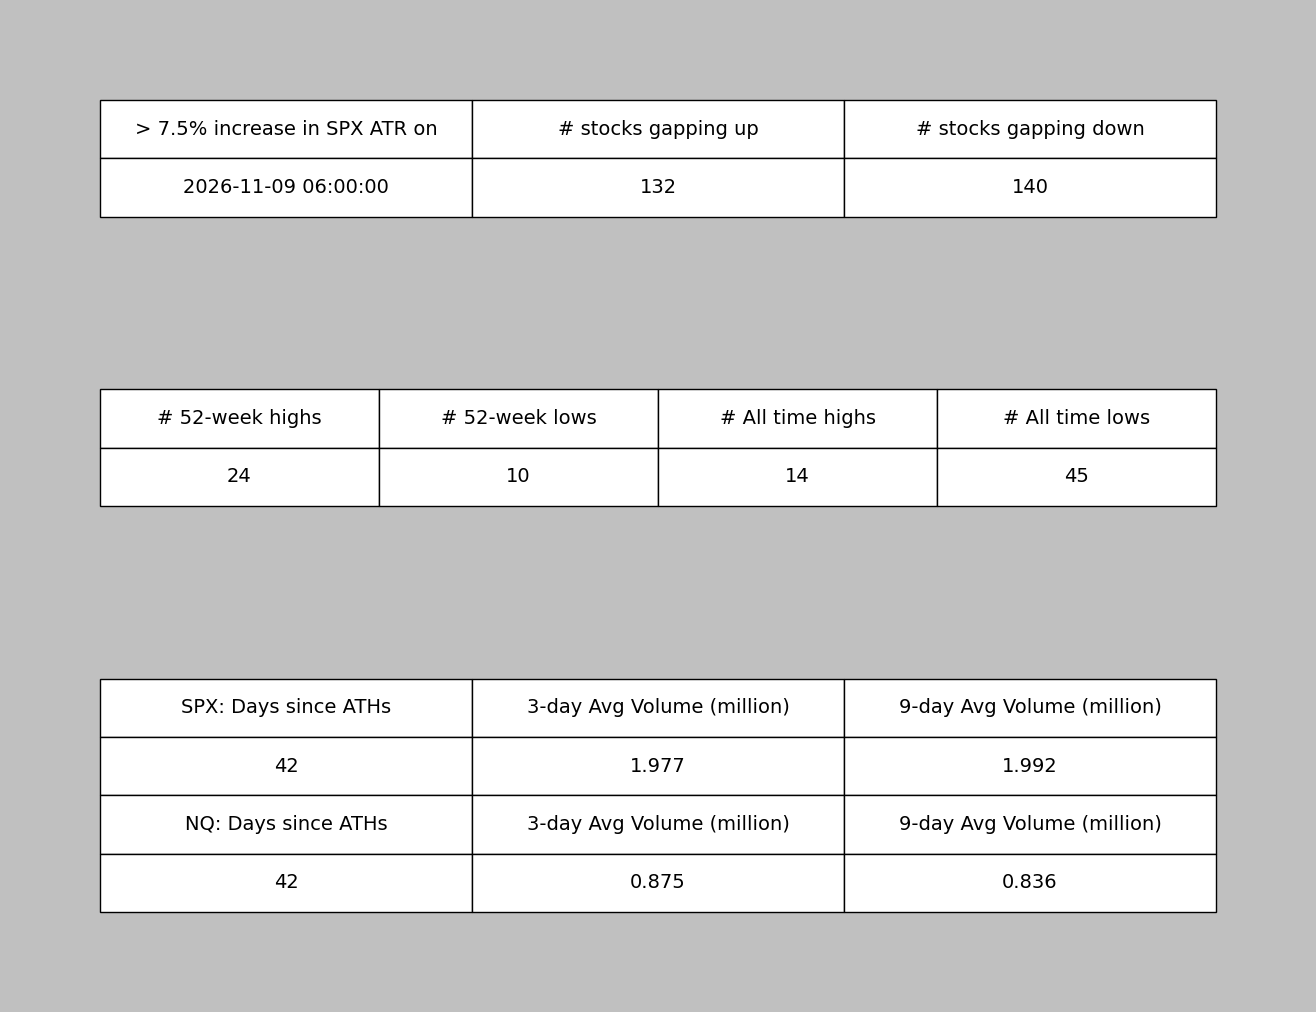 > 7.5% increase in SPX ATR on # stocks gapping up # stocks gapping down
2026-11-09 06:00:00 132 140
# 52-week highs # 52-week lows # All time highs # All time lows
24 10 14 45
SPX: Days since ATHs 3-day Avg Volume (million) 9-day Avg Volume (million)
42 1.977 1.992
NQ: Days since ATHs 3-day Avg Volume (million) 9-day Avg Volume (million)
42 0.875 0.836